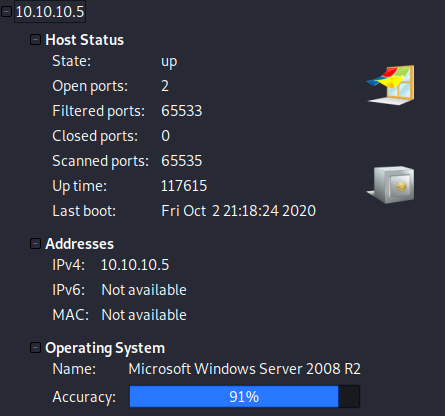 10.10.10.5
Host Status
State: up
Open ports: 2
Filtered ports: 65533
Closed ports: 0
Scanned ports: 65535
Up time: 117615
Last boot: Fri Oct 2 21:18:24 2020
Addresses
IPv4: 10.10.10.5
IPv6: Not available
MAC: Not available
Operating System
Name: Microsoft Windows Server 2008 R2
Accuracy: 91%